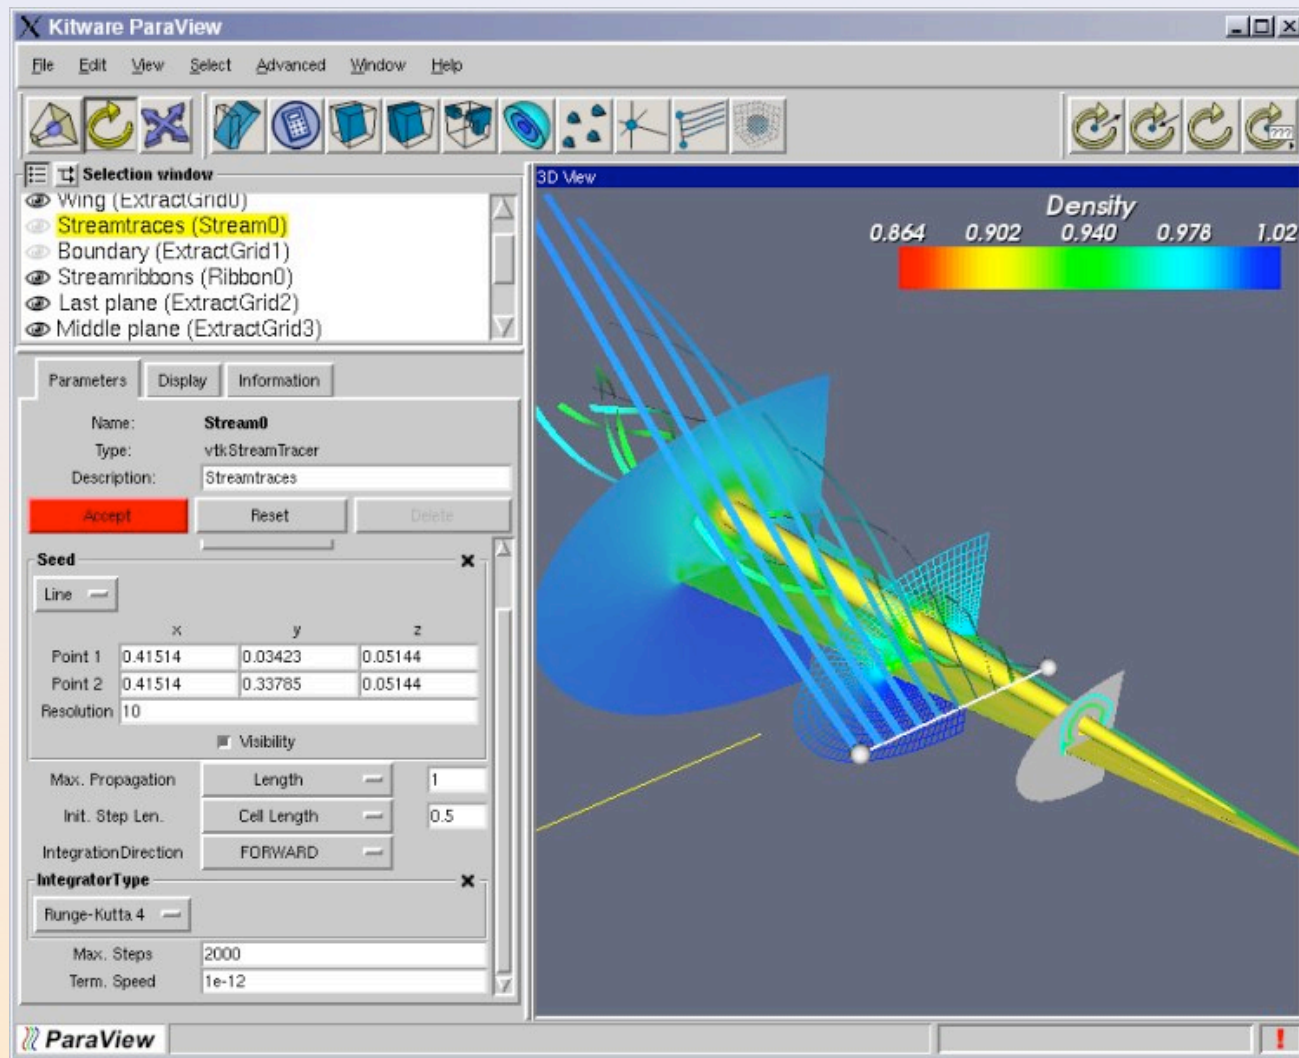 Kitware ParaView
File Edit View Select Advanced Window Help
???
Selection window
Wing (ExtractGrid0)
Streamtraces (Stream0)
Boundary (ExtractGrid1)
Streamribbons (Ribbon0)
Last plane (ExtractGrid2)
Middle plane (ExtractGrid3)
Parameters Display Information
Name: Stream0
Type: vtkStreamTracer
Description: Streamtraces
Accept Reset Delete
Seed
Line
x y z
Point 1 0.41514 0.03423 0.05144
Point 2 0.41514 0.33785 0.05144
Resolution 10
Visibility
Max. Propagation Length 1
Init. Step Len. Cell Length 0.5
IntegrationDirection FORWARD
IntegratorType
Runge-Kutta 4
Max. Steps 2000
Term. Speed 1e-12
3D View
Density
0.864 0.902 0.940 0.978 1.02
ParaView
!